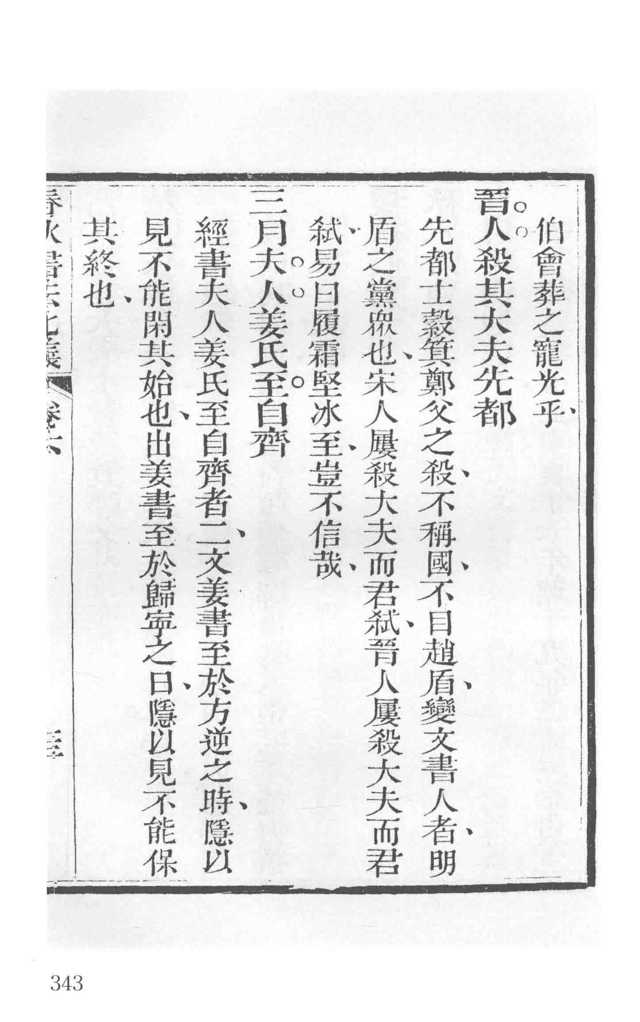 伯會葬之寵光乎、
晉人殺其大夫先都
先都士縠箕鄭父之殺、不稱國、不目趙盾、變文書人者、明
盾之黨眾也、宋人屢殺大夫而君弒、晉人屢殺大夫而君
弒、易曰履霜堅冰至、豈不信哉、
三月夫人姜氏至自齊
經書夫人姜氏至自齊者二、文姜書至於方逆之時、隱以
見不能閑其始也、出姜書至於歸寧之日、隱以見不能保
其終也、
春秋書法比義 卷六
343